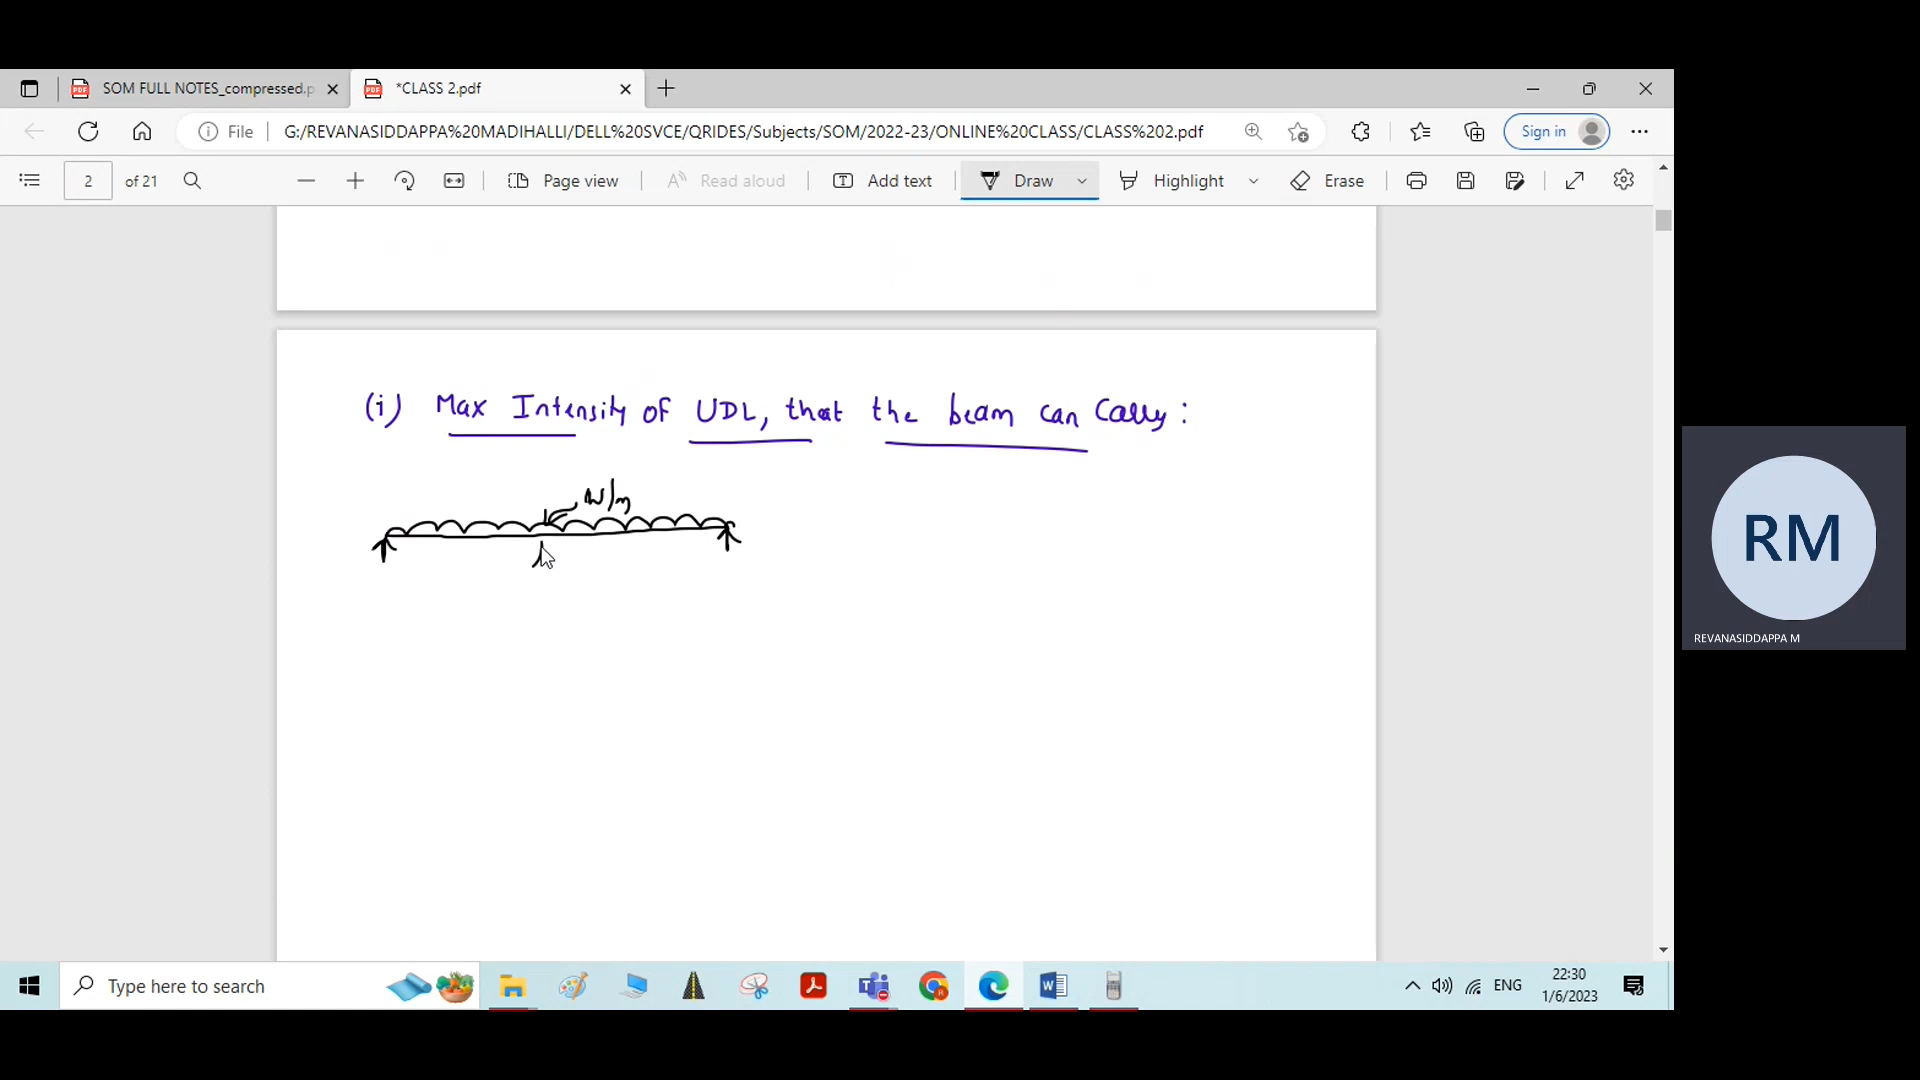 SOM FULL NOTES_compressed.p
*CLASS 2.pdf
File
G:/REVANASIDDAPPA%20MADIHALLI/DELL%20SVCE/QRIDES/Subjects/SOM/2022-23/ONLINE%20CLASS/CLASS%202.pdf
Sign in
2 of 21
Page view
Read aloud
Add text
Draw
Highlight
Erase
(i) Max Intensity of UDL, that the beam can Carry:
W/m
RM
REVANASIDDAPPA M
Type here to search
ENG
22:30
1/6/2023